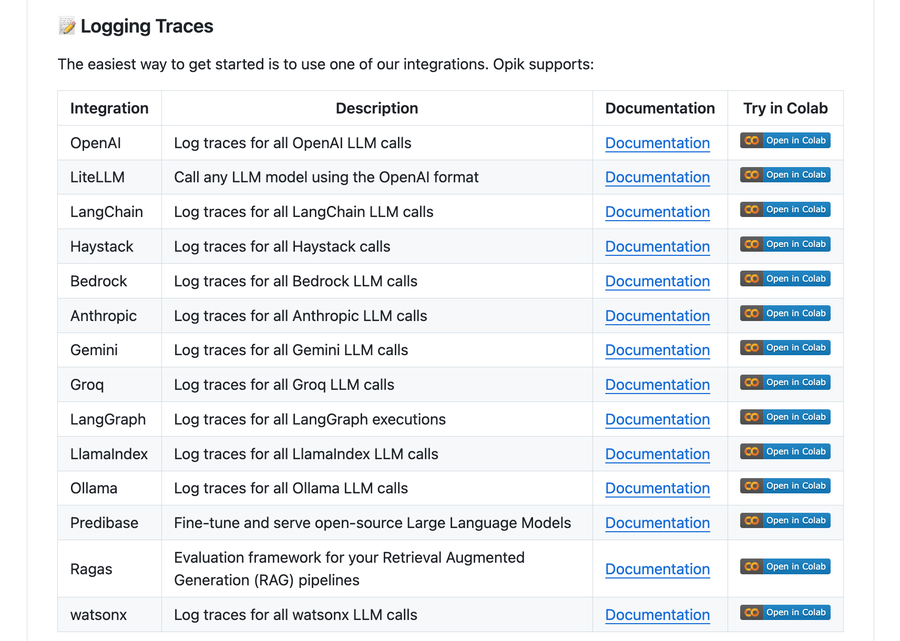 📝 Logging Traces
The easiest way to get started is to use one of our integrations. Opik supports:
Integration Description Documentation Try in Colab
OpenAI Log traces for all OpenAI LLM calls Documentation Open in Colab
LiteLLM Call any LLM model using the OpenAI format Documentation Open in Colab
LangChain Log traces for all LangChain LLM calls Documentation Open in Colab
Haystack Log traces for all Haystack calls Documentation Open in Colab
Bedrock Log traces for all Bedrock LLM calls Documentation Open in Colab
Anthropic Log traces for all Anthropic LLM calls Documentation Open in Colab
Gemini Log traces for all Gemini LLM calls Documentation Open in Colab
Groq Log traces for all Groq LLM calls Documentation Open in Colab
LangGraph Log traces for all LangGraph executions Documentation Open in Colab
LlamaIndex Log traces for all LlamaIndex LLM calls Documentation Open in Colab
Ollama Log traces for all Ollama LLM calls Documentation Open in Colab
Predibase Fine-tune and serve open-source Large Language Models Documentation Open in Colab
Ragas Evaluation framework for your Retrieval Augmented
Generation (RAG) pipelines Documentation Open in Colab
watsonx Log traces for all watsonx LLM calls Documentation Open in Colab